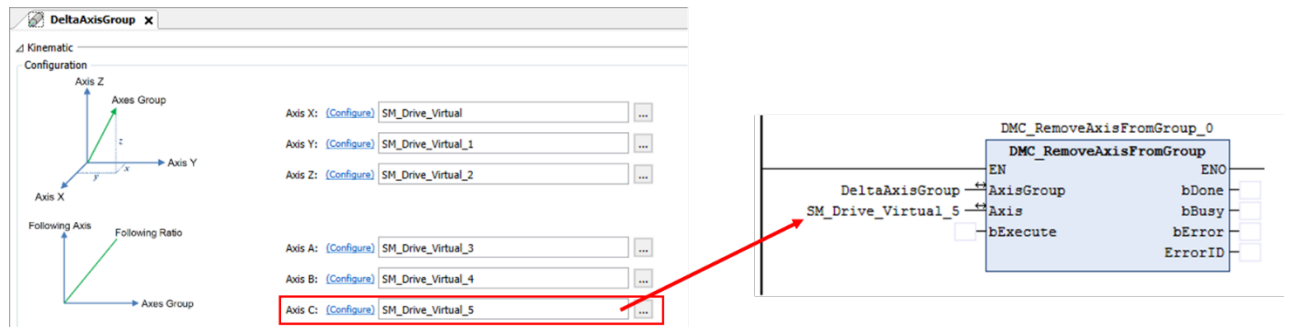 DeltaAxisGroup x
Kinematic
Configuration
Axis Z
Axes Group
z
Axis Y
x
y
Axis X
Axis X: (Configure) SM_Drive_Virtual ...
Axis Y: (Configure) SM_Drive_Virtual_1 ...
Axis Z: (Configure) SM_Drive_Virtual_2 ...
Following Axis
Following Ratio
Axes Group
Axis A: (Configure) SM_Drive_Virtual_3 ...
Axis B: (Configure) SM_Drive_Virtual_4 ...
Axis C: (Configure) SM_Drive_Virtual_5 ...
DMC_RemoveAxisFromGroup_0
DMC_RemoveAxisFromGroup
EN ENO
DeltaAxisGroup AxisGroup bDone
SM_Drive_Virtual_5 Axis bBusy
bExecute bError
ErrorID